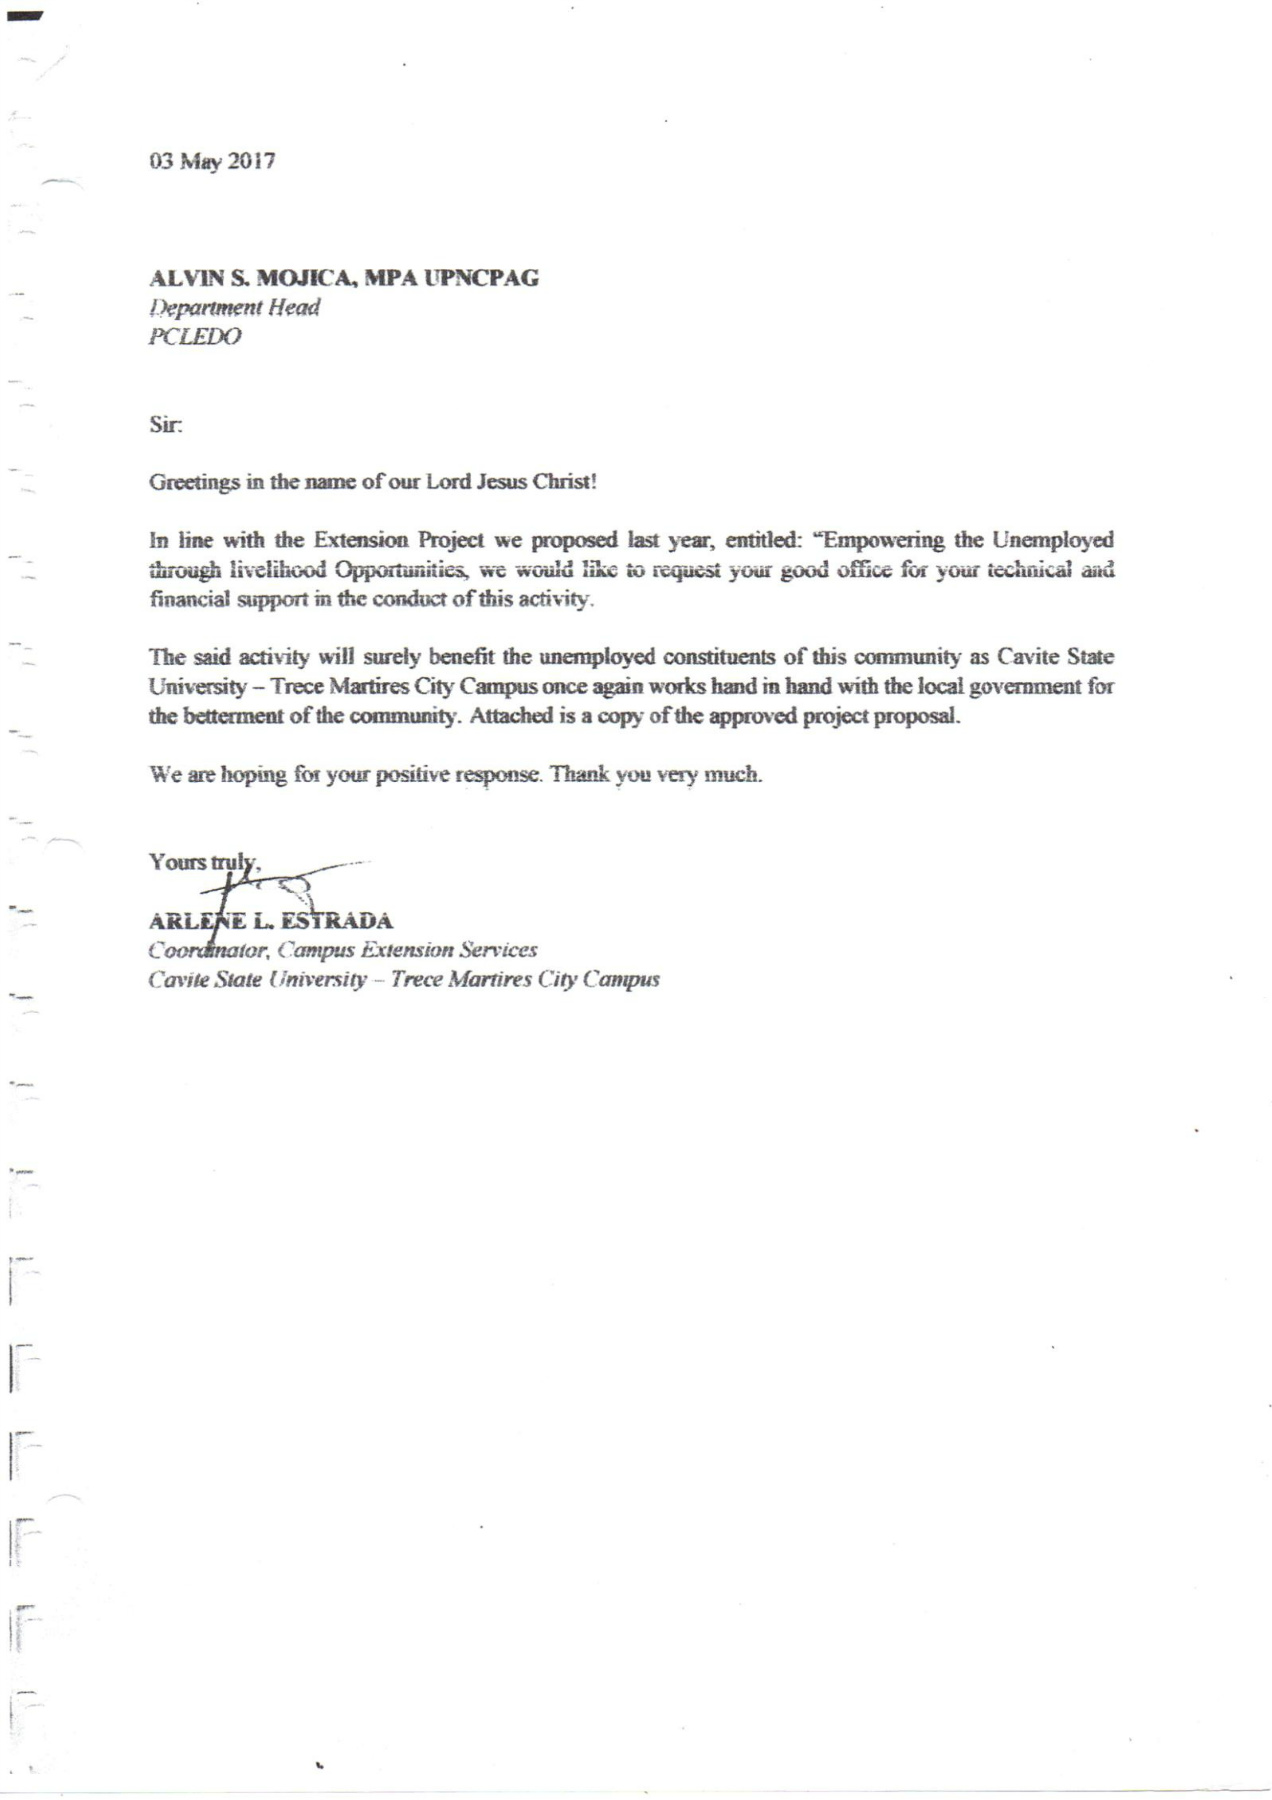 03 May 2017
ALVIN S. MOJICA, MPA UPNCPAG
Department Head
PCLEDO
Sir:
Greetings in the name of our Lord Jesus Christ!
In line with the Extension Project we proposed last year, entitled: “Empowering the Unemployed
through livelihood Opportunities, we would like to request your good office for your technical and
financial support in the conduct of this activity.
The said activity will surely benefit the unemployed constituents of this community as Cavite State
University – Trece Martires City Campus once again works hand in hand with the local government for
the betterment of the community. Attached is a copy of the approved project proposal.
We are hoping for your positive response. Thank you very much.
Yours truly,
ARLENE L. ESTRADA
Coordinator, Campus Extension Services
Cavite State University – Trece Martires City Campus